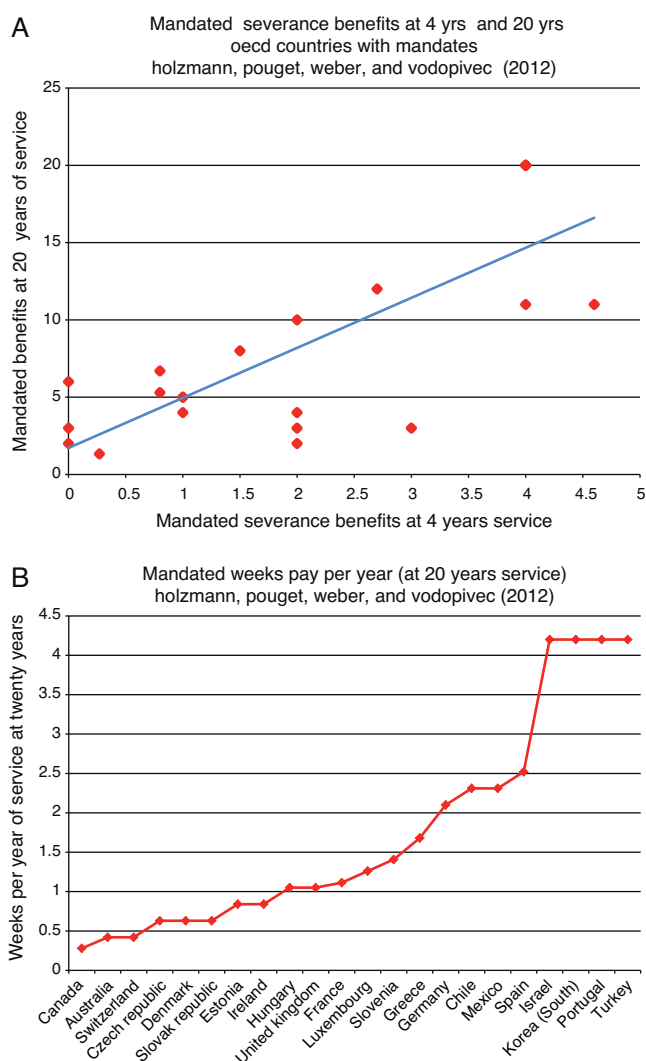 A
Mandated severance benefits at 4 yrs and 20 yrs
oecd countries with mandates
holzmann, pouget, weber, and vodopivec (2012)
25
20
15
10
5
0
Mandated benefits at 20 years of service
0 0.5 1 1.5 2 2.5 3 3.5 4 4.5 5
Mandated severance benefits at 4 years service
B
Mandated weeks pay per year (at 20 years service)
holzmann, pouget, weber, and vodopivec (2012)
4.5
4
3.5
3
2.5
2
1.5
1
0.5
0
Weeks per year of service at twenty years
Canada
Australia
Switzerland
Czech republic
Denmark
Slovak republic
Estonia
Ireland
Hungary
United kingdom
France
Luxembourg
Slovenia
Greece
Germany
Chile
Mexico
Spain
Israel
Korea (South)
Portugal
Turkey